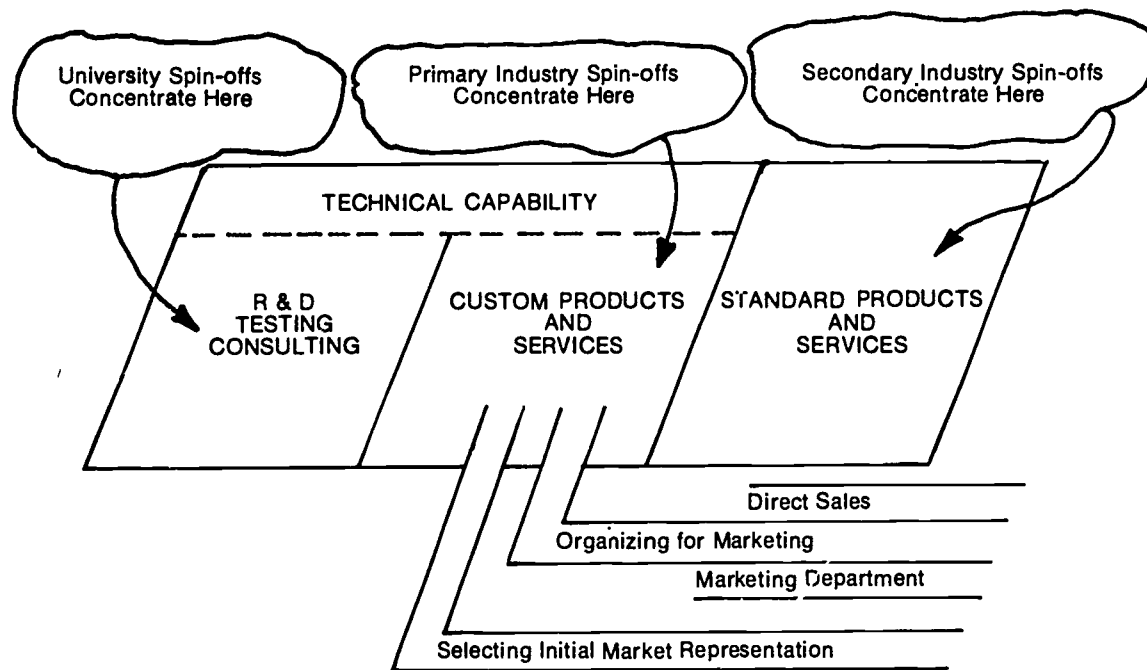 University Spin-offs
Concentrate Here
Primary Industry Spin-offs
Concentrate Here
Secondary Industry Spin-offs
Concentrate Here
TECHNICAL CAPABILITY
R & D
TESTING
CONSULTING
CUSTOM PRODUCTS
AND
SERVICES
STANDARD PRODUCTS
AND
SERVICES
Direct Sales
Organizing for Marketing
Marketing Department
Selecting Initial Market Representation